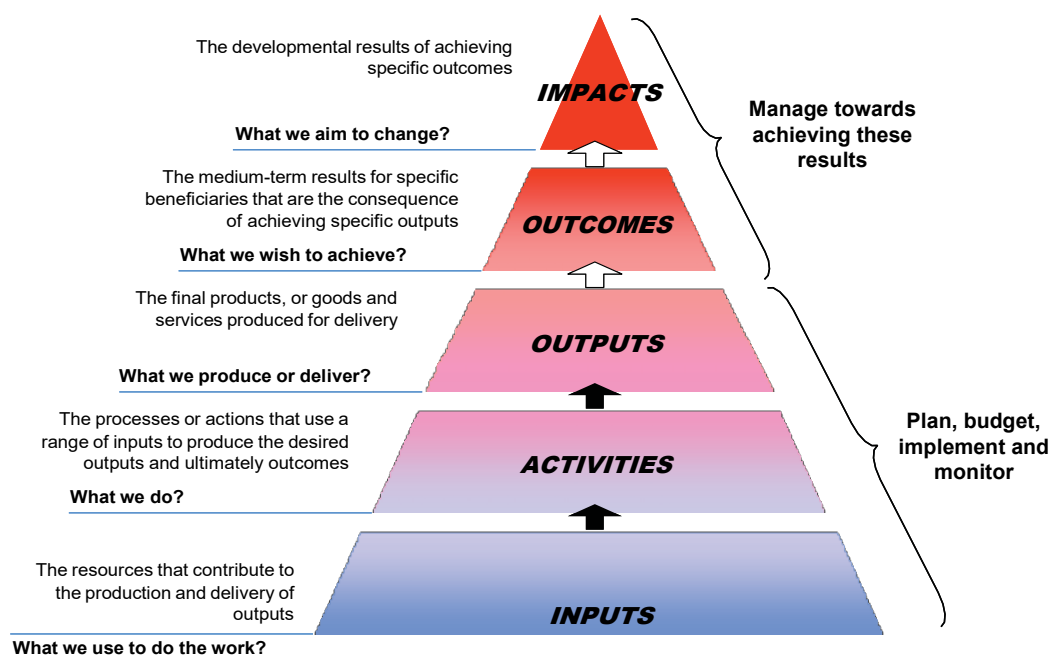 The developmental results of achieving
specific outcomes
IMPACTS
What we aim to change?
Manage towards
achieving these
results
The medium-term results for specific
beneficiaries that are the consequence
of achieving specific outputs
OUTCOMES
What we wish to achieve?
The final products, or goods and
services produced for delivery
OUTPUTS
What we produce or deliver?
The processes or actions that use a
range of inputs to produce the desired
outputs and ultimately outcomes
ACTIVITIES
What we do?
Plan, budget,
implement and
monitor
The resources that contribute to
the production and delivery of
outputs
INPUTS
What we use to do the work?